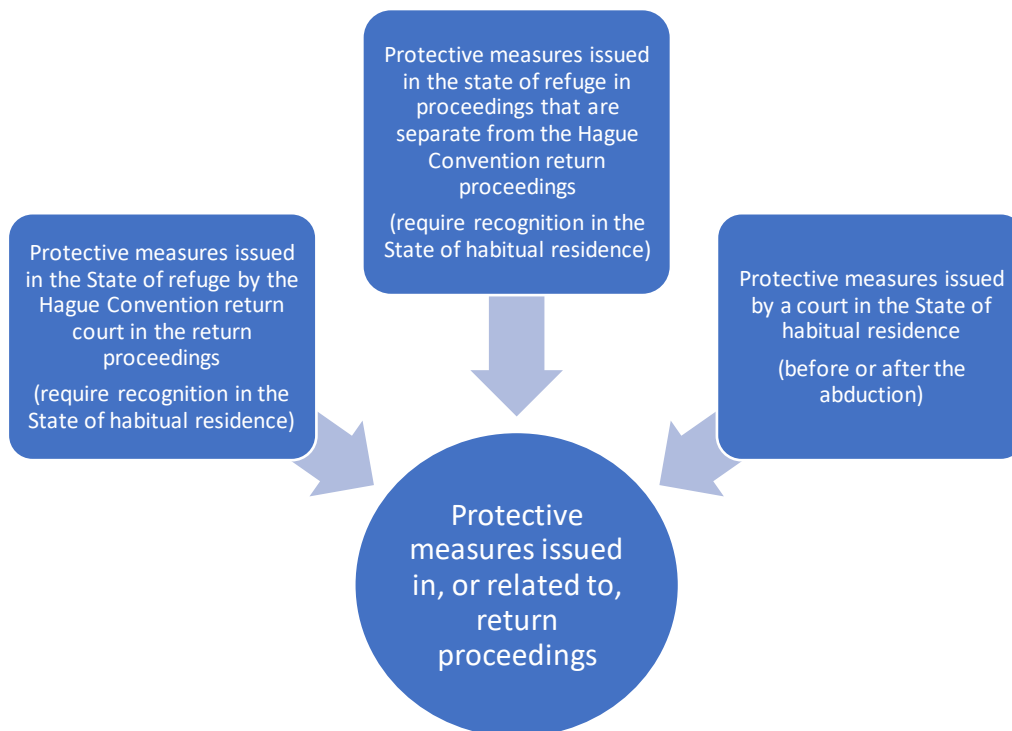 Protective measures issued
in the State of refuge by the
Hague Convention return
court in the return
proceedings
(require recognition in the
State of habitual residence)
Protective measures issued
in the state of refuge in
proceedings that are
separate from the Hague
Convention return
proceedings
(require recognition in the
State of habitual residence)
Protective measures issued
by a court in the State of
habitual residence
(before or after the
abduction)
Protective
measures issued
in, or related to,
return
proceedings